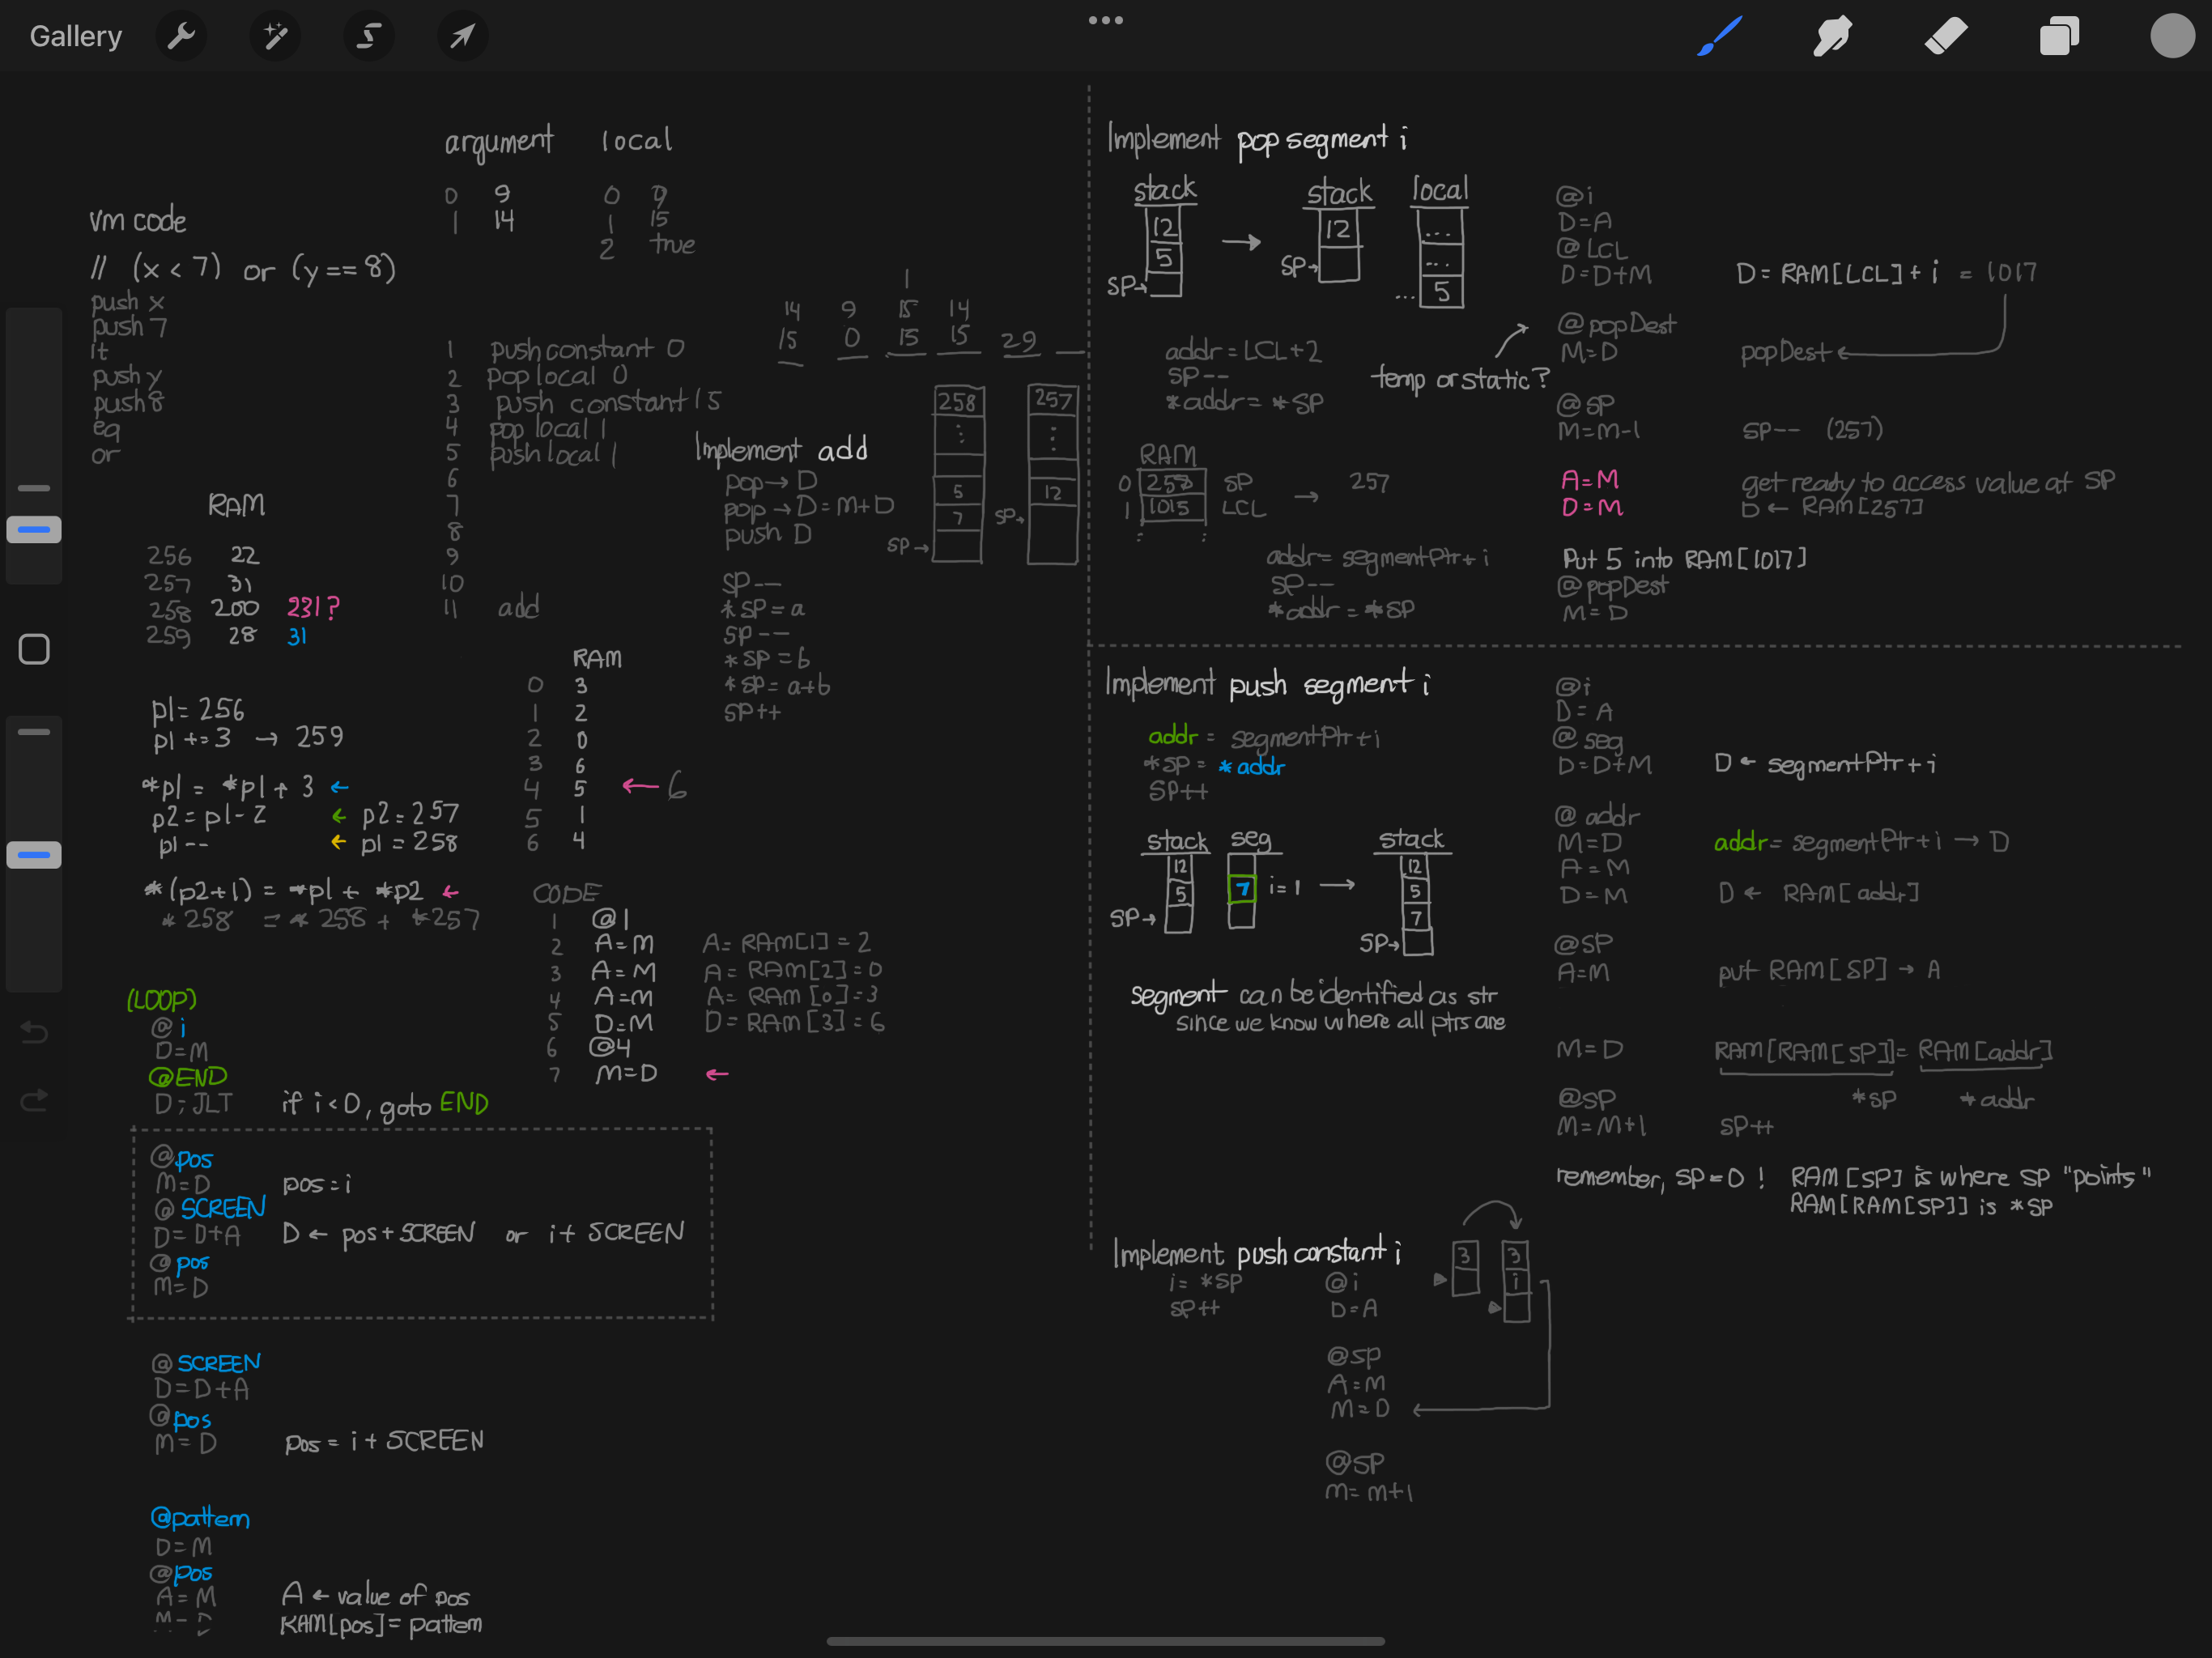 Gallery
argument local
0 9 0 9
1 14 1 15
2 true
vm code
// (x < 7) or (y == 8)
push x
push 7
lt
push y
push 8
eq
or
1 push constant 0
2 pop local 0
3 push constant 15
4 pop local 1
5 push local 1
6
7
8
9
10
11 add
1
14 9 15 14
15 0 15 15 29
Implement add
pop → D
pop → D = M+D
push D
SP--
*SP = a
SP--
*SP = b
*SP = a+b
SP++
258
:
5
7
SP→
257
:
12
SP→
RAM
256 22
257 31
258 200 231?
259 28 31
p1 = 256
p1 += 3 → 259
*p1 = *p1 + 3 ←
p2 = p1 - 2 ← p2 = 257
p1-- ← p1 = 258
*(p2+1) = *p1 + *p2 ←
*258 = *258 + *257
RAM
0 3
1 2
2 0
3 6
4 5 ← 6
5 1
6 4
CODE
1 @1
2 A=M A= RAM[1] = 2
3 A=M A= RAM[2]=0
4 A=M A= RAM[0]=3
5 D=M D= RAM[3]=6
6 @4
7 M=D ←
(LOOP)
@i
D=M
@END
D;JLT if i<0, goto END
@pos
M=D pos=i
@SCREEN
D=D+A D ← pos+SCREEN or i+ SCREEN
@pos
M=D
@SCREEN
D=D+A
@pos
M=D pos = i + SCREEN
@pattern
D=M
@pos
A=M A ← value of pos
M=D RAM[pos]= pattern
Implement pop segment i
stack → stack local
12
5
SP→
12
SP→
...
...
... 5
addr = LCL+2
SP--
*addr = *SP
temp or static?
RAM
0 258 SP → 257
1 1015 LCL
: :
addr = segmentPtr + i
SP--
*addr = *SP
@i
D=A
@LCL
D=D+M D= RAM[LCL] + i = 1017
@popDest
M=D popDest ←
@SP
M=M-1 SP-- (257)
A=M get ready to access value at SP
D=M D ← RAM[257]
Put 5 into RAM[1017]
@popDest
M=D
Implement push segment i
addr = segmentPtr + i
*SP = *addr
SP++
stack seg stack
12
5
SP→
7 i=1 →
12
5
7
SP→
segment can be identified as str
since we know where all ptrs are
@i
D=A
@seg
D=D+M D ← segmentPtr + i
@addr
M=D addr = segmentPtr + i → D
A=M
D=M D ← RAM[addr]
@SP
A=M put RAM[SP] → A
M=D RAM[RAM[SP]]= RAM[addr]
*SP *addr
@SP
M=M+1 SP++
remember, SP=0! RAM[SP] is where SP "points"
RAM[RAM[SP]] is *SP
Implement push constant i
i = *SP
SP++
@i
D=A
@SP
A=M
M=D
@SP
M=M+1
3
3
i